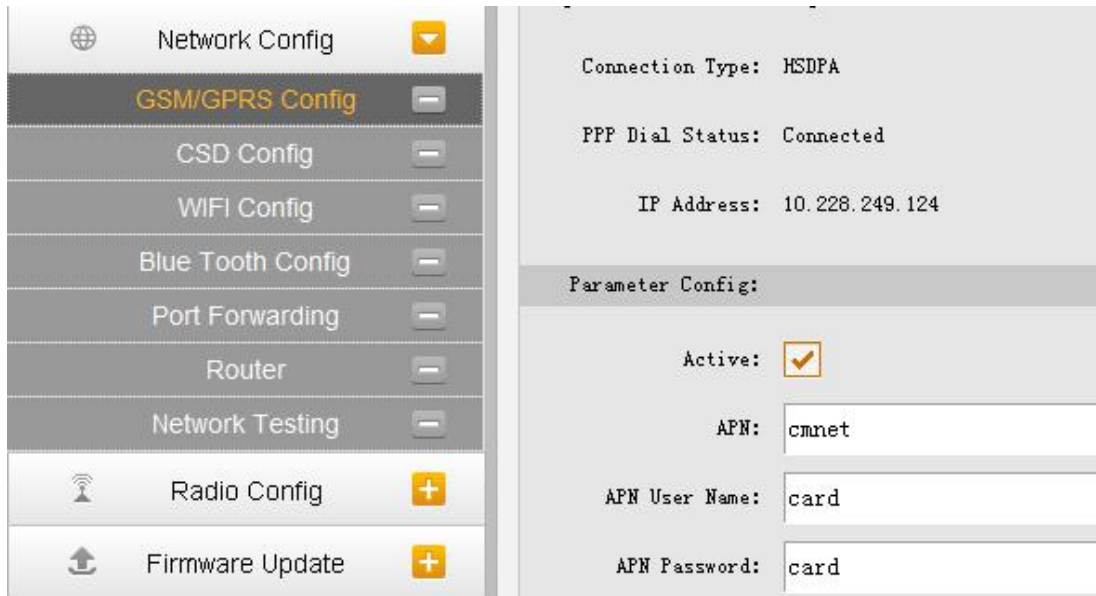 Network Config
GSM/GPRS Config
CSD Config
WIFI Config
Blue Tooth Config
Port Forwarding
Router
Network Testing
Radio Config
Firmware Update
Connection Type: HSDPA
PPP Dial Status: Connected
IP Address: 10.228.249.124
Parameter Config:
Active:
APN: cmnet
APN User Name: card
APN Password: card